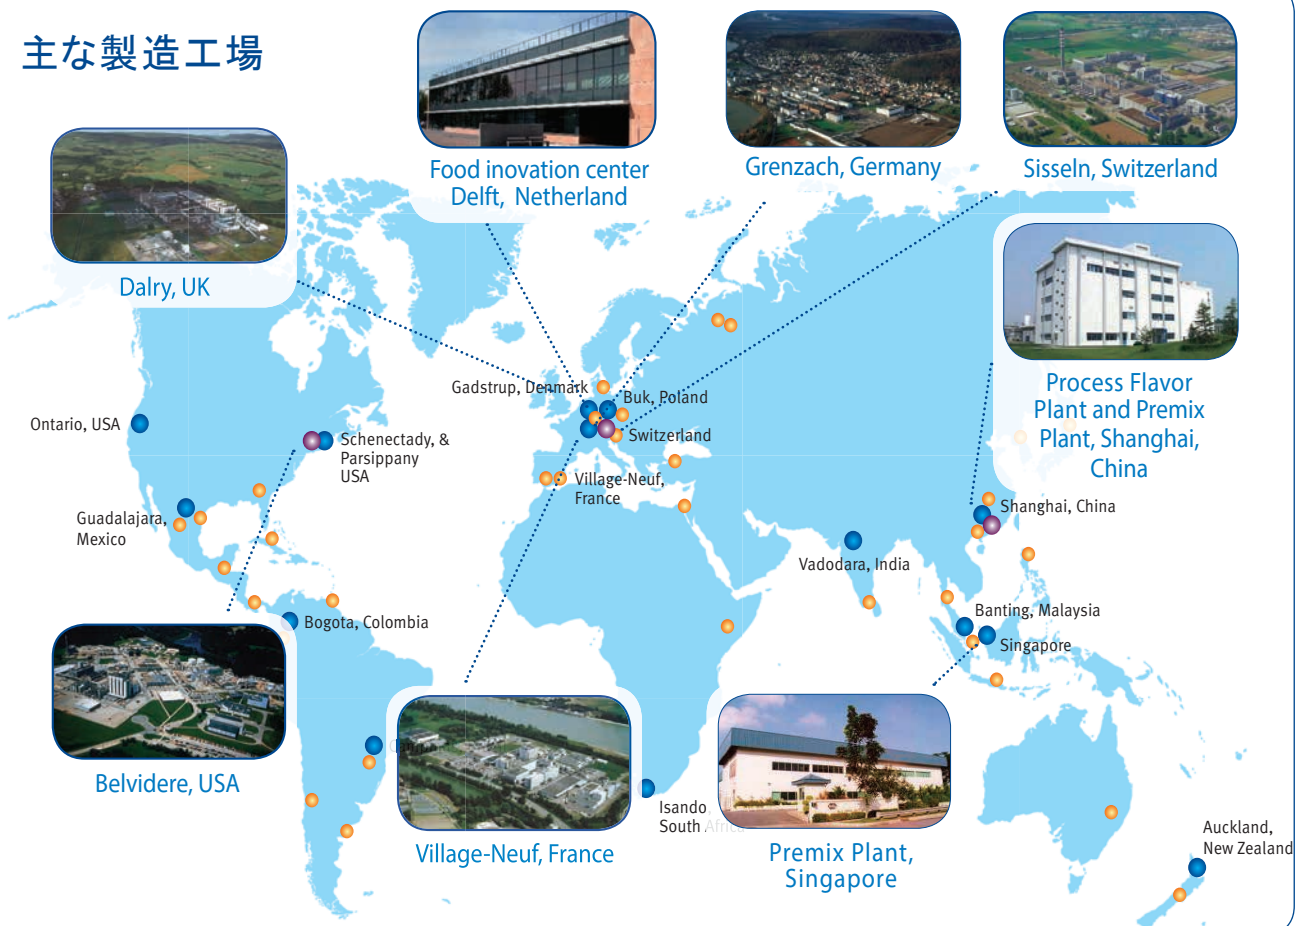 主な製造工場
Food inovation center
Delft, Netherland
Grenzach, Germany
Sisseln, Switzerland
Dalry, UK
Process Flavor
Plant and Premix
Plant, Shanghai,
China
Gadstrup, Denmark
Buk, Poland
Ontario, USA
Switzerland
Schenectady, &
Parsippany
USA
Village-Neuf,
France
Guadalajara,
Mexico
Shanghai, China
Vadodara, India
Banting, Malaysia
Singapore
Bogota, Colombia
Belvidere, USA
Isando,
South Africa
Village-Neuf, France
Premix Plant,
Singapore
Auckland,
New Zealand